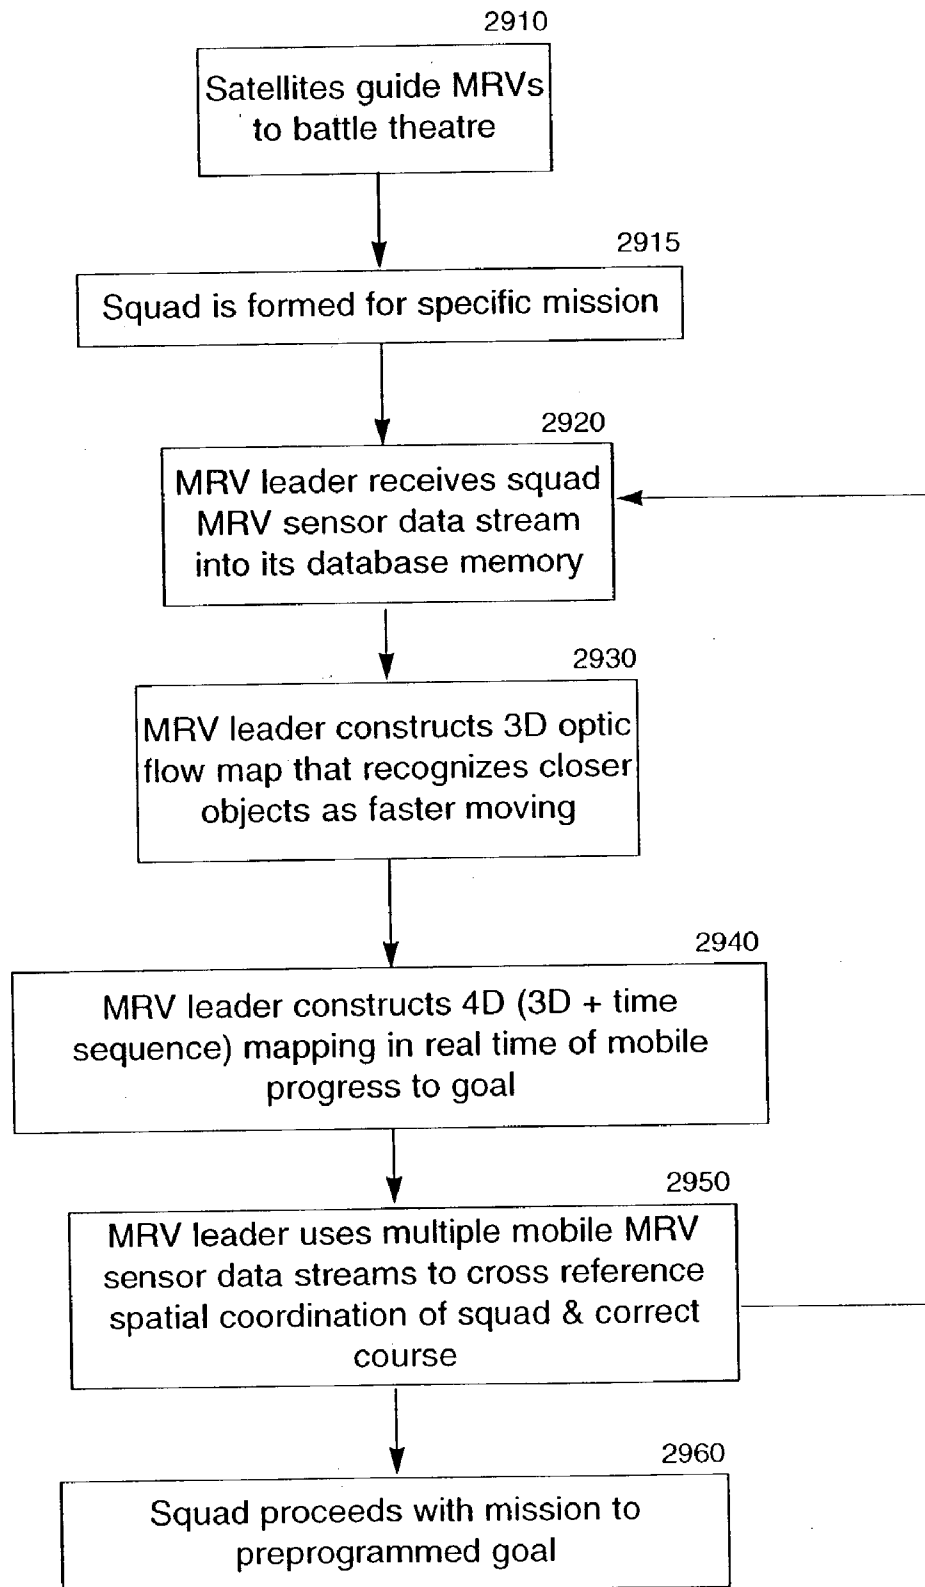 2910
Satellites guide MRVs
to battle theatre
2915
Squad is formed for specific mission
2920
MRV leader receives squad
MRV sensor data stream
into its database memory
2930
MRV leader constructs 3D optic
flow map that recognizes closer
objects as faster moving
2940
MRV leader constructs 4D (3D + time
sequence) mapping in real time of mobile
progress to goal
2950
MRV leader uses multiple mobile MRV
sensor data streams to cross reference
spatial coordination of squad & correct
course
2960
Squad proceeds with mission to
preprogrammed goal